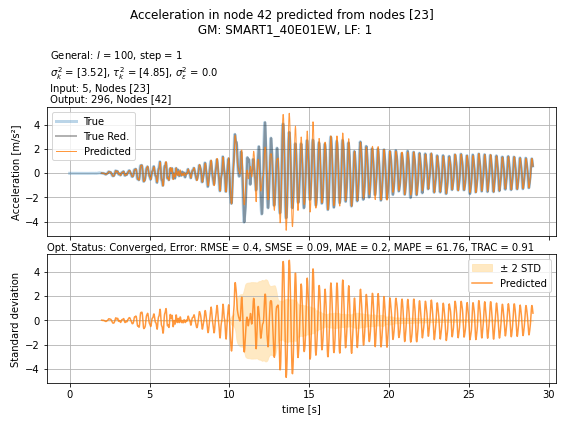 Acceleration in node 42 predicted from nodes [23]
GM: SMART1_40E01EW, LF: 1
General: l = 100, step = 1
σ²ₖ = [3.52], τ²ₖ = [4.85], σ²ₑ = 0.0
Input: 5, Nodes [23]
Output: 296, Nodes [42]
True
True Red.
Predicted
Acceleration [m/s²]
4
2
0
−2
−4
Opt. Status: Converged, Error: RMSE = 0.4, SMSE = 0.09, MAE = 0.2, MAPE = 61.76, TRAC = 0.91
± 2 STD
Predicted
Standard deviation
4
2
0
−2
−4
0 5 10 15 20 25 30
time [s]